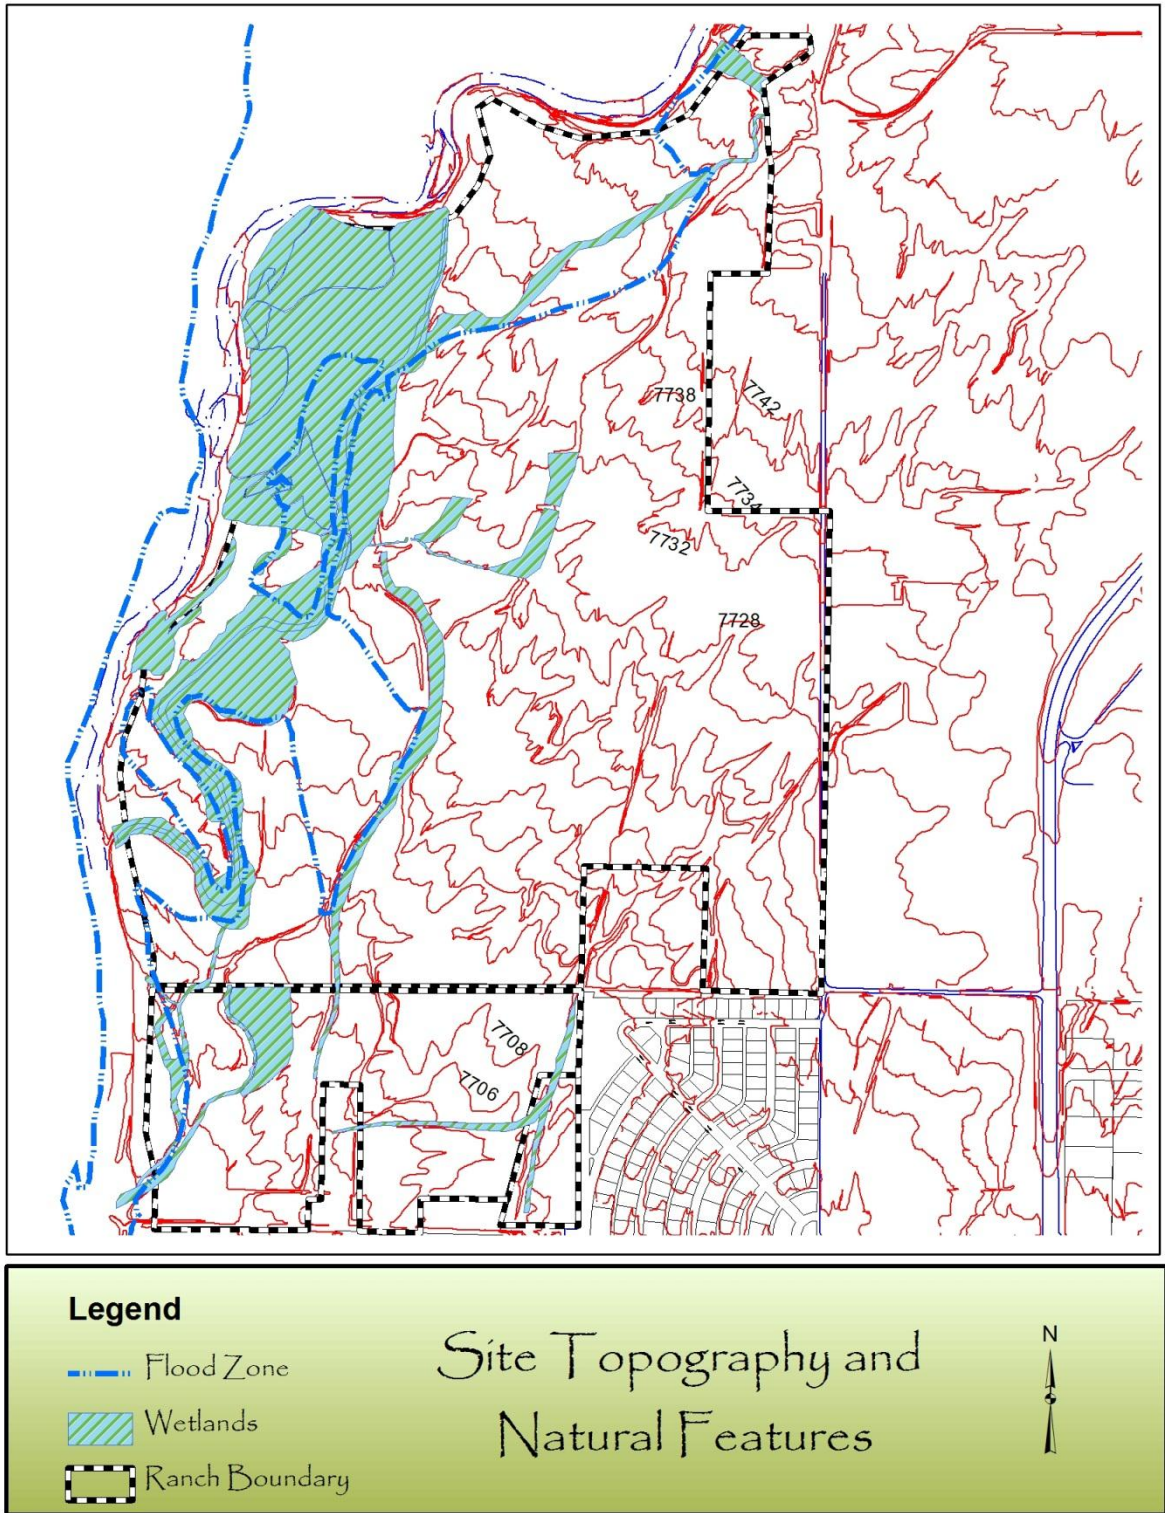 7738
7742
7734
7732
7728
7708
7706
Legend
Flood Zone
Wetlands
Ranch Boundary
Site Topography and
Natural Features
N